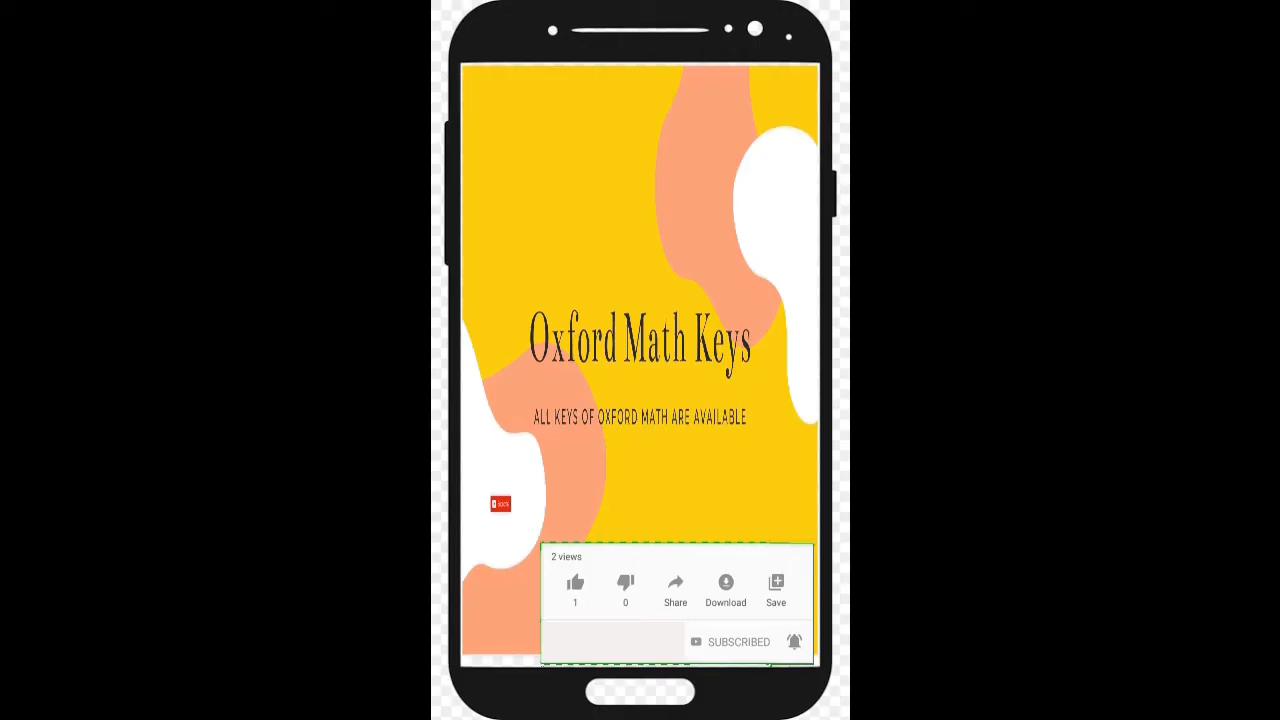 Oxford Math Keys
ALL KEYS OF OXFORD MATH ARE AVAILABLE
2 views
1 0 Share Download Save
SUBSCRIBED